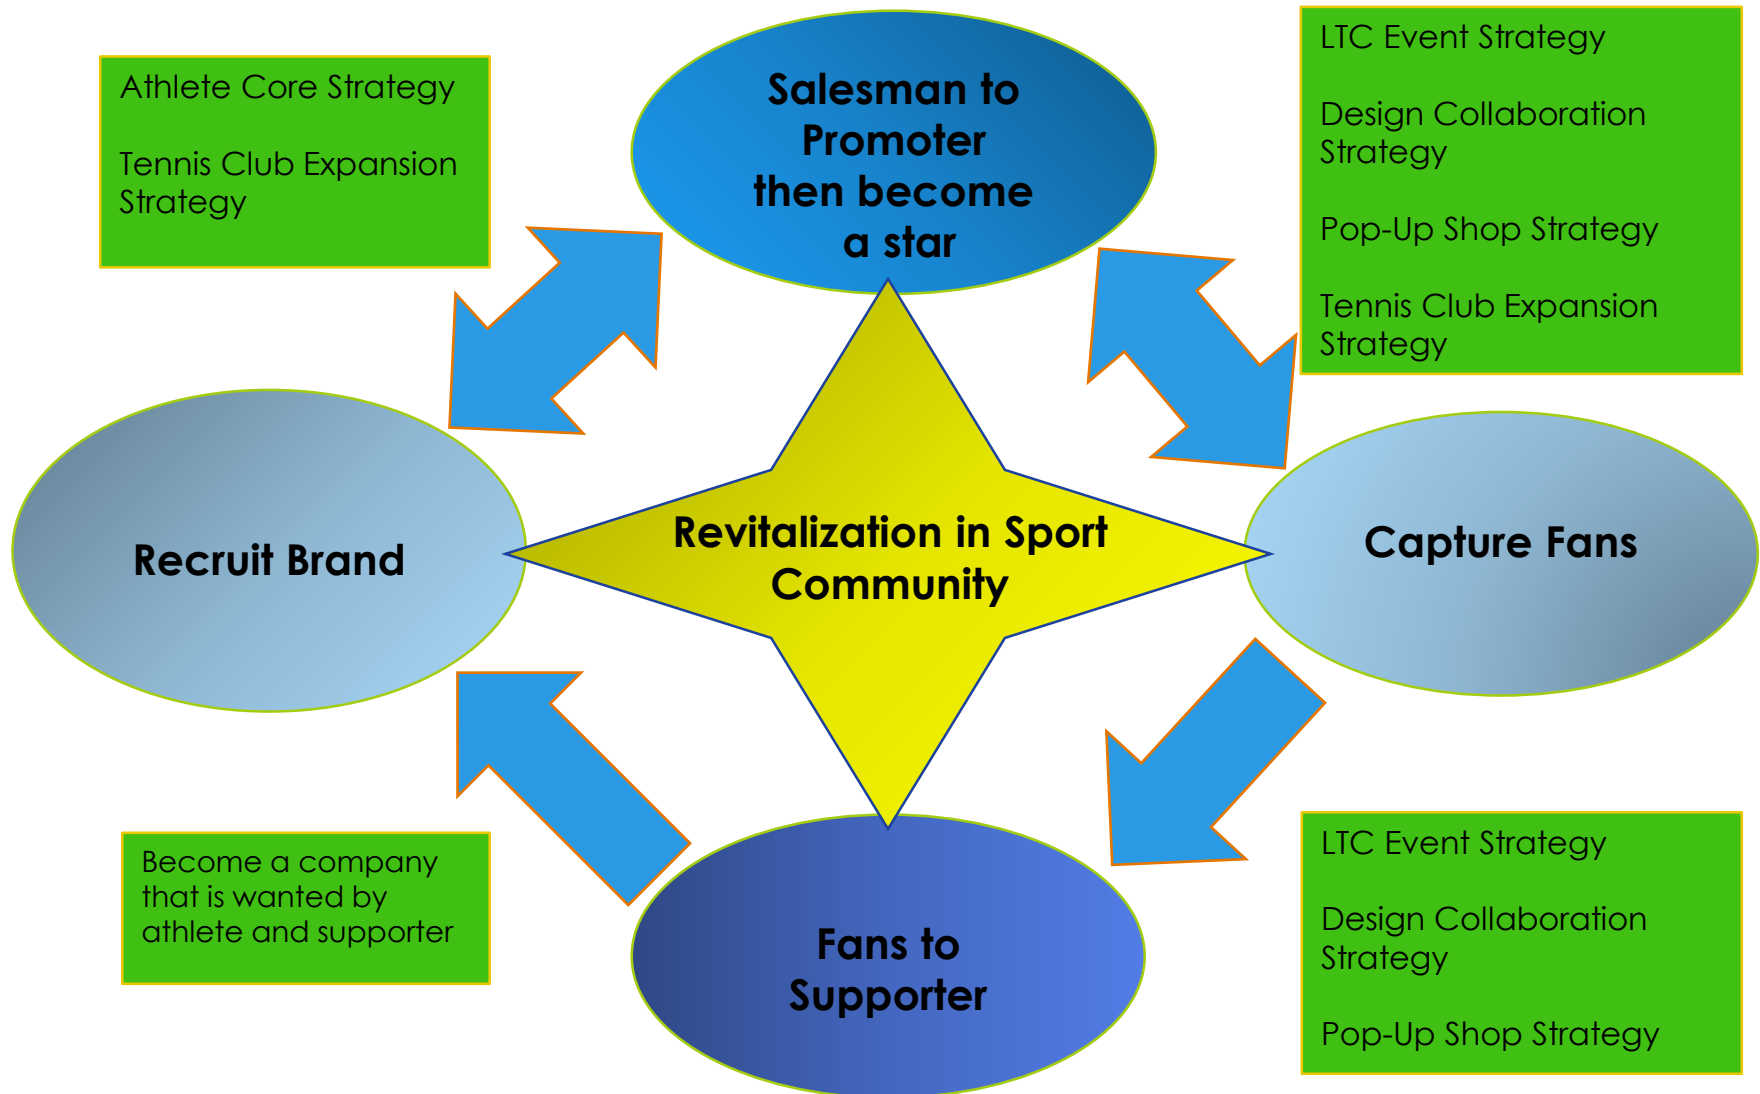 Athlete Core Strategy
Tennis Club Expansion
Strategy
Salesman to
Promoter
then become
a star
LTC Event Strategy
Design Collaboration
Strategy
Pop-Up Shop Strategy
Tennis Club Expansion
Strategy
Recruit Brand
Revitalization in Sport
Community
Capture Fans
Become a company
that is wanted by
athlete and supporter
Fans to
Supporter
LTC Event Strategy
Design Collaboration
Strategy
Pop-Up Shop Strategy